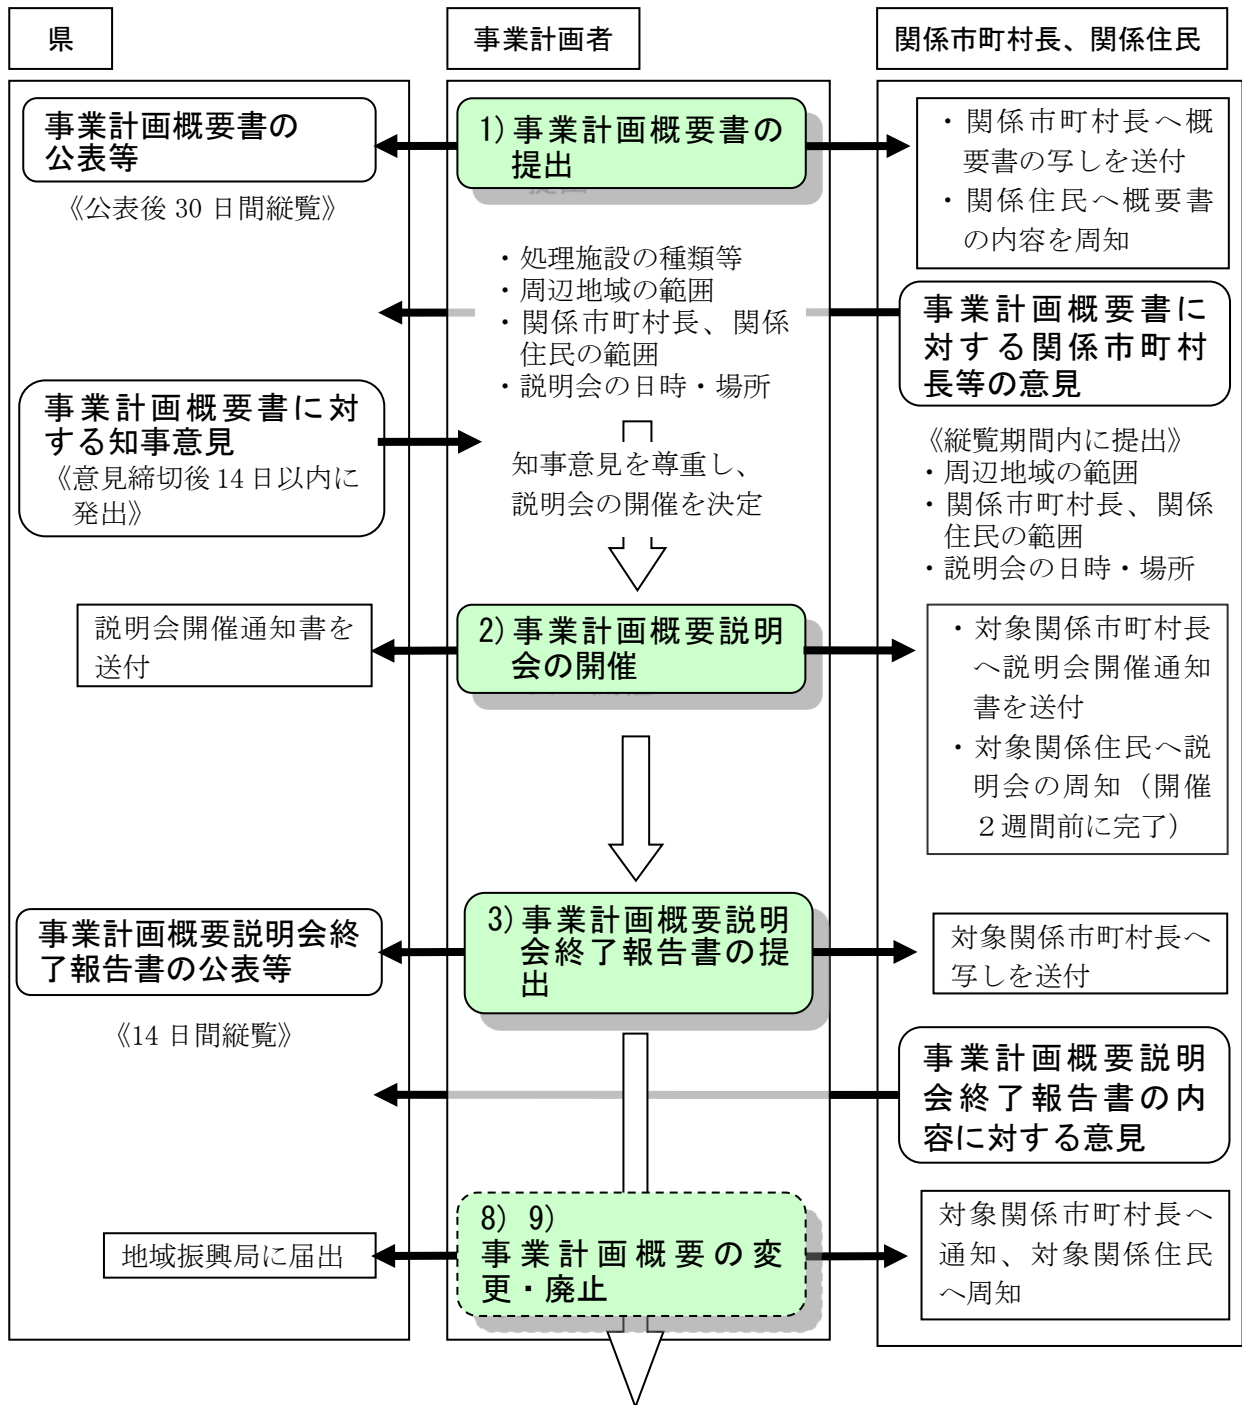 県
事業計画者
関係市町村長、関係住民
事業計画概要書の
公表等
《公表後 30 日間縦覧》
1) 事業計画概要書の
提出
・関係市町村長へ概
要書の写しを送付
・関係住民へ概要書
の内容を周知
・処理施設の種類等
・周辺地域の範囲
・関係市町村長、関係
住民の範囲
・説明会の日時・場所
事業計画概要書に
対する関係市町村
長等の意見
《縦覧期間内に提出》
・周辺地域の範囲
・関係市町村長、関係
住民の範囲
・説明会の日時・場所
事業計画概要書に対
する知事意見
《意見締切後 14 日以内に
発出》
知事意見を尊重し、
説明会の開催を決定
説明会開催通知書を
送付
2) 事業計画概要説明
会の開催
・対象関係市町村長
へ説明会開催通知
書を送付
・対象関係住民へ説
明会の周知（開催
２週間前に完了）
事業計画概要説明会終
了報告書の公表等
《14 日間縦覧》
3) 事業計画概要説明
会終了報告書の提
出
対象関係市町村長へ
写しを送付
事業計画概要説明
会終了報告書の内
容に対する意見
地域振興局に届出
8) 9)
事業計画概要の変
更・廃止
対象関係市町村長へ
通知、対象関係住民
へ周知